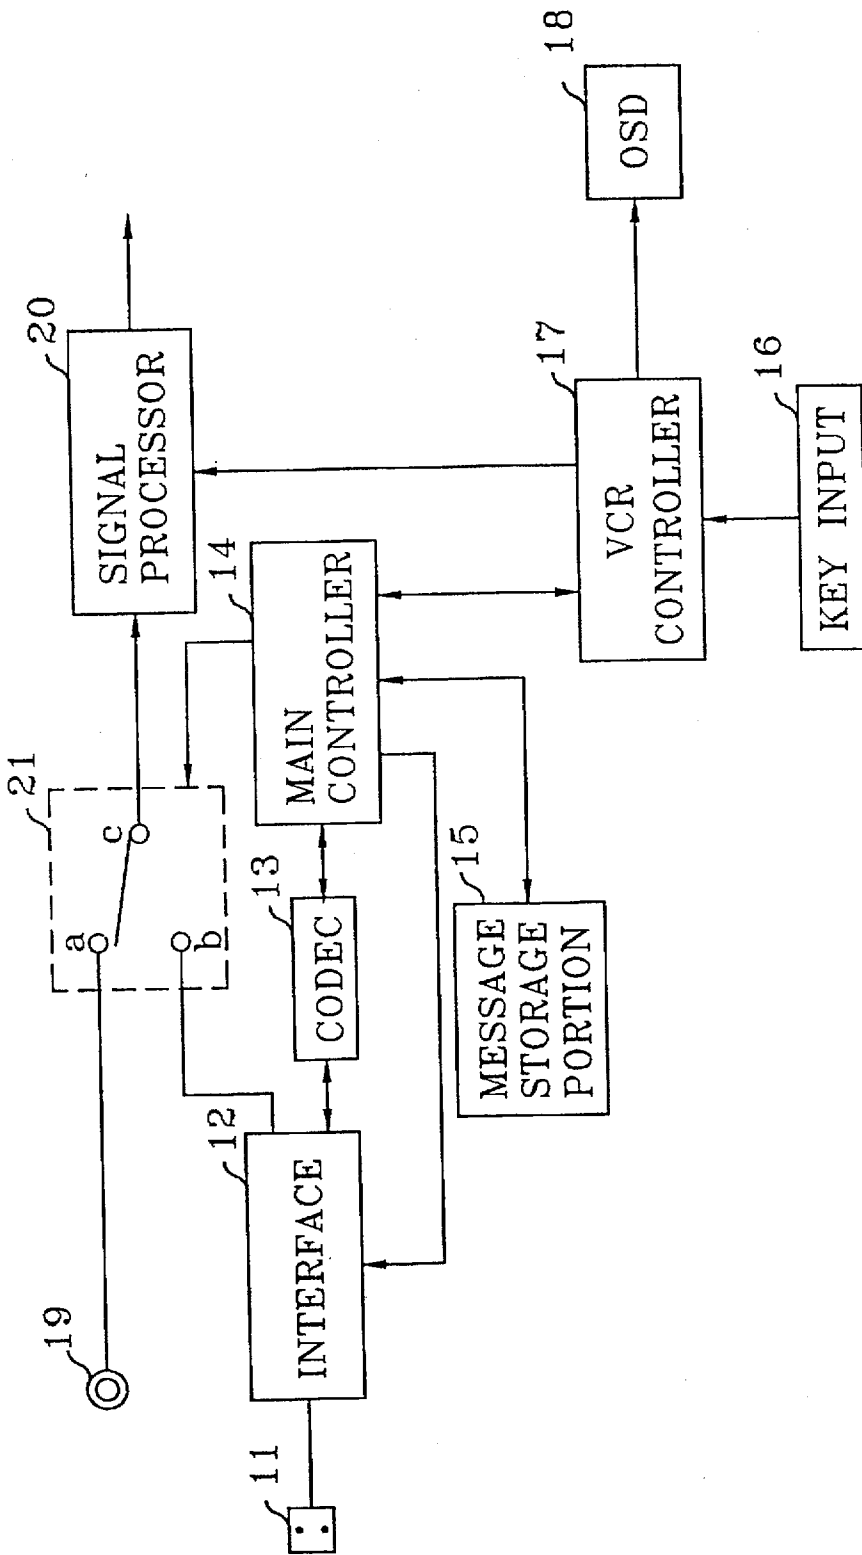 19
21
a
b
c
20
SIGNAL
PROCESSOR
11
12
INTERFACE
13
CODEC
14
MAIN
CONTROLLER
15
MESSAGE
STORAGE
PORTION
17
VCR
CONTROLLER
18
OSD
16
KEY INPUT